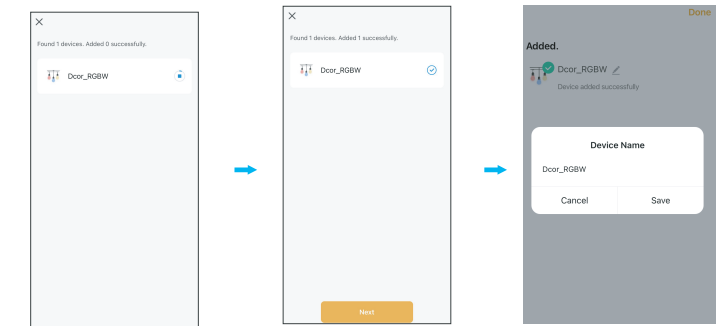 Found 1 devices. Added 0 successfully.
Dcor_RGBW
Found 1 devices. Added 1 successfully.
Dcor_RGBW
Next
Done
Added.
Dcor_RGBW
Device added successfully
Device Name
Dcor_RGBW
Cancel
Save